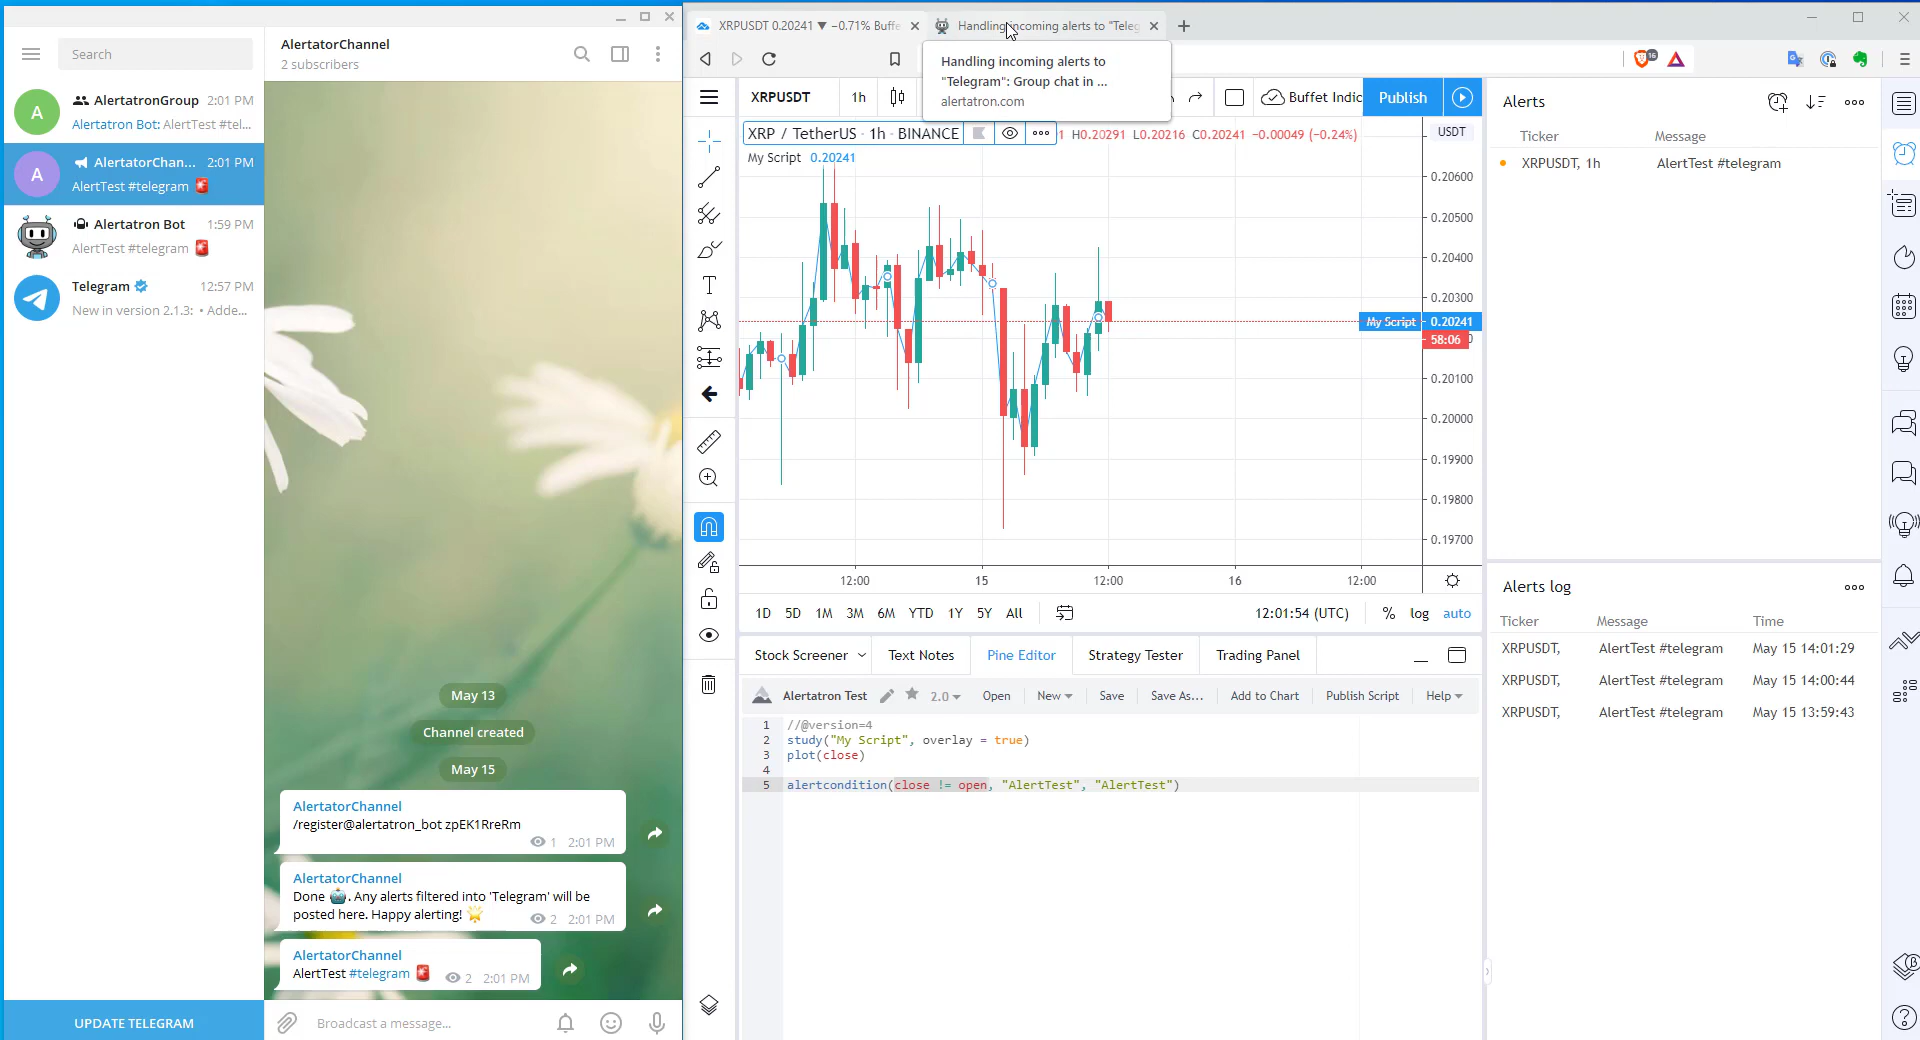 Search
AlertatorChannel
2 subscribers
A
AlertatronGroup 2:01 PM
Alertatron Bot: AlertTest #tel...
A
AlertatorChan... 2:01 PM
AlertTest #telegram
Alertatron Bot 1:59 PM
AlertTest #telegram
Telegram 12:57 PM
New in version 2.1.3: • Adde...
UPDATE TELEGRAM
May 13
Channel created
May 15
AlertatorChannel
/register@alertatron_bot zpEK1RreRm
1 2:01 PM
AlertatorChannel
Done . Any alerts filtered into 'Telegram' will be
posted here. Happy alerting!
2 2:01 PM
AlertatorChannel
AlertTest #telegram
2 2:01 PM
Broadcast a message...
XRPUSDT 0.20241 ▼ −0.71% Buffe
Handling incoming alerts to "Teleg
Handling incoming alerts to
"Telegram": Group chat in ...
alertatron.com
16
XRPUSDT 1h
Buffet Indic
Publish
XRP / TetherUS · 1h · BINANCE
1 H0.20291 L0.20216 C0.20241 −0.00049 (−0.24%)
USDT
My Script 0.20241
0.20600
0.20500
0.20400
0.20300
My Script 0.20241
58:06
0.20100
0.20000
0.19900
0.19800
0.19700
12:00 15 12:00 16 12:00
1D 5D 1M 3M 6M YTD 1Y 5Y All
12:01:54 (UTC) % log auto
Stock Screener Text Notes Pine Editor Strategy Tester Trading Panel
Alertatron Test 2.0 Open New Save Save As... Add to Chart Publish Script Help
1 //@version=4
2 study("My Script", overlay = true)
3 plot(close)
4
5 alertcondition(close != open, "AlertTest", "AlertTest")
Alerts
Ticker Message
XRPUSDT, 1h AlertTest #telegram
Alerts log
Ticker Message Time
XRPUSDT, AlertTest #telegram May 15 14:01:29
XRPUSDT, AlertTest #telegram May 15 14:00:44
XRPUSDT, AlertTest #telegram May 15 13:59:43